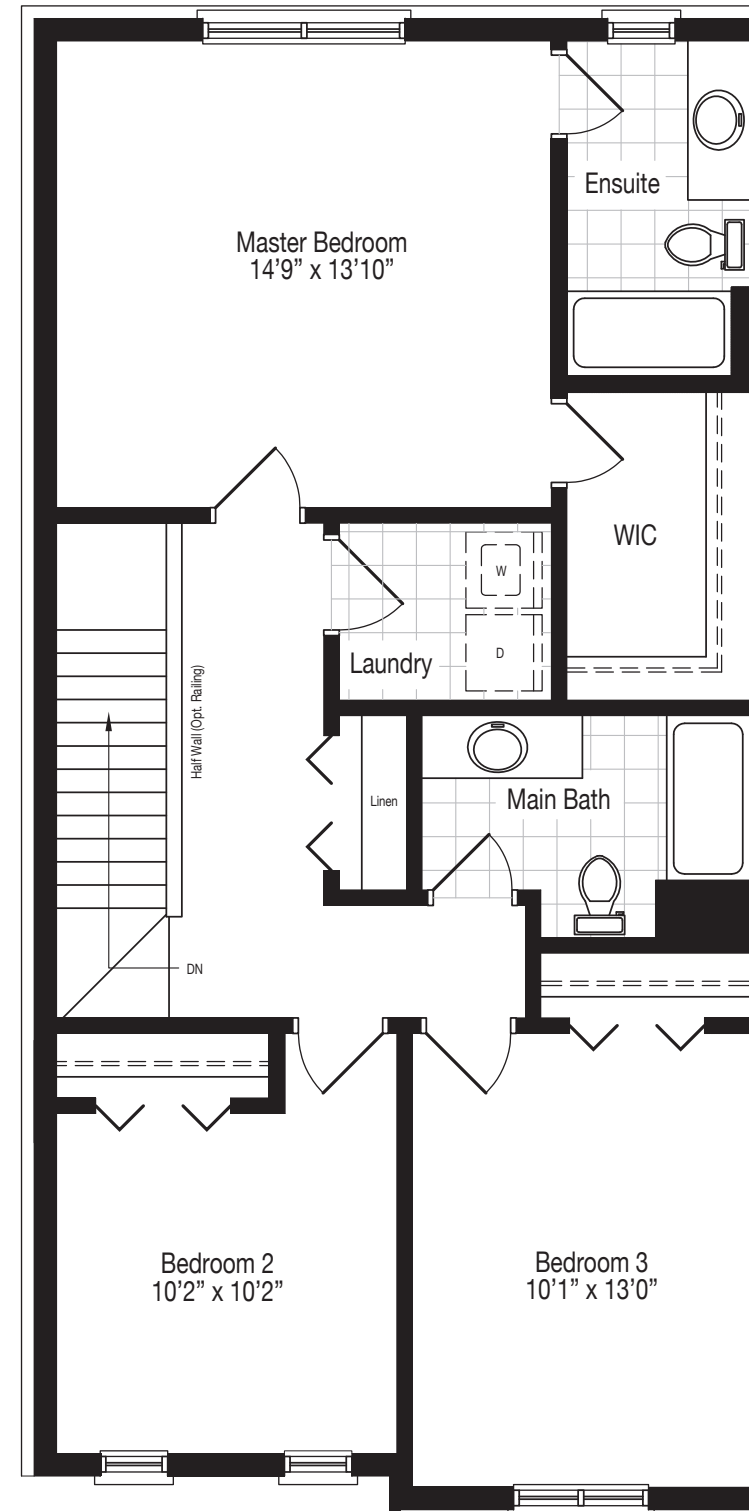 Ensuite
Master Bedroom
14’9” x 13’10”
WIC
W
D
Laundry
Half Wall (Opt. Railing)
Linen
Main Bath
DN
Bedroom 2
10’2” x 10’2”
Bedroom 3
10’1” x 13’0”